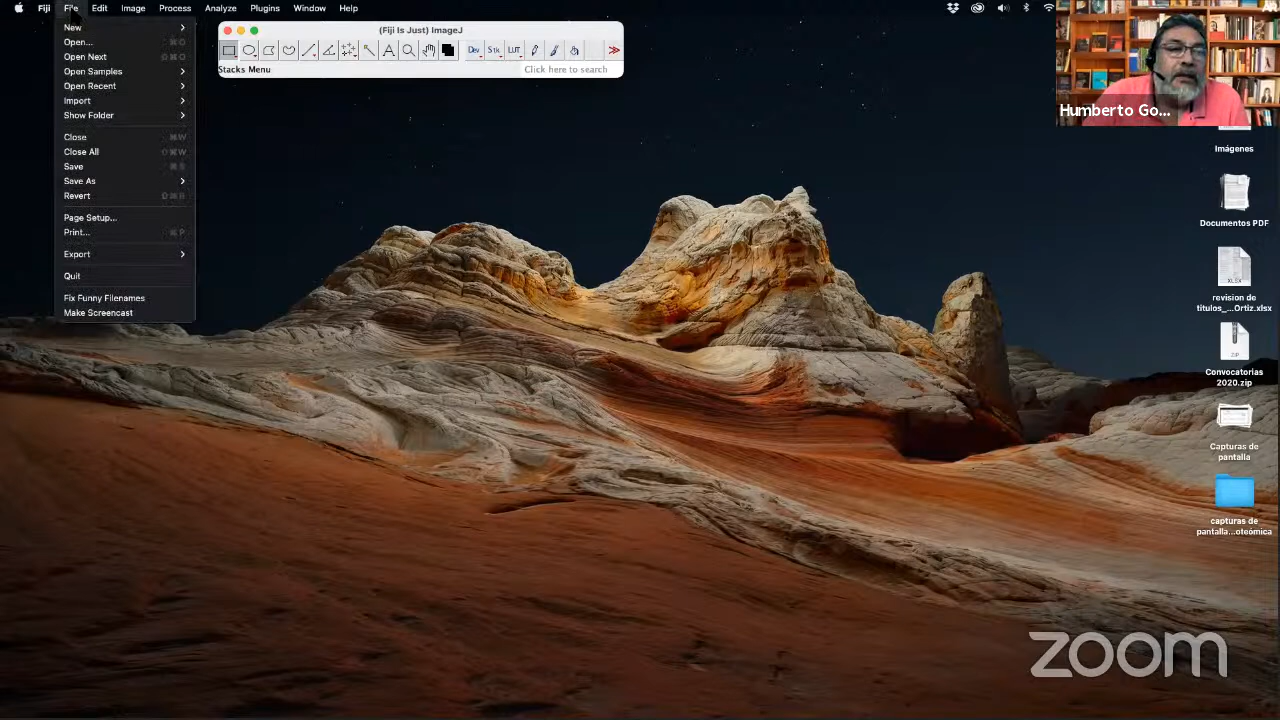 Fiji File Edit Image Process Analyze Plugins Window Help
New
Open...
Open Next
Open Samples
Open Recent
Import
Show Folder
Close
Close All
Save
Save As
Revert
Page Setup...
Print...
Export
Quit
Fix Funny Filenames
Make Screencast
(Fiji Is Just) ImageJ
Dev Stk LUT
Stacks Menu
Click here to search
Humberto Go...
Imágenes
Documentos PDF
XLSX
revision de
titulos_...Ortiz.xlsx
ZIP
Convocatorias
2020.zip
Capturas de
pantalla
capturas de
pantalla...oteómica
zoom